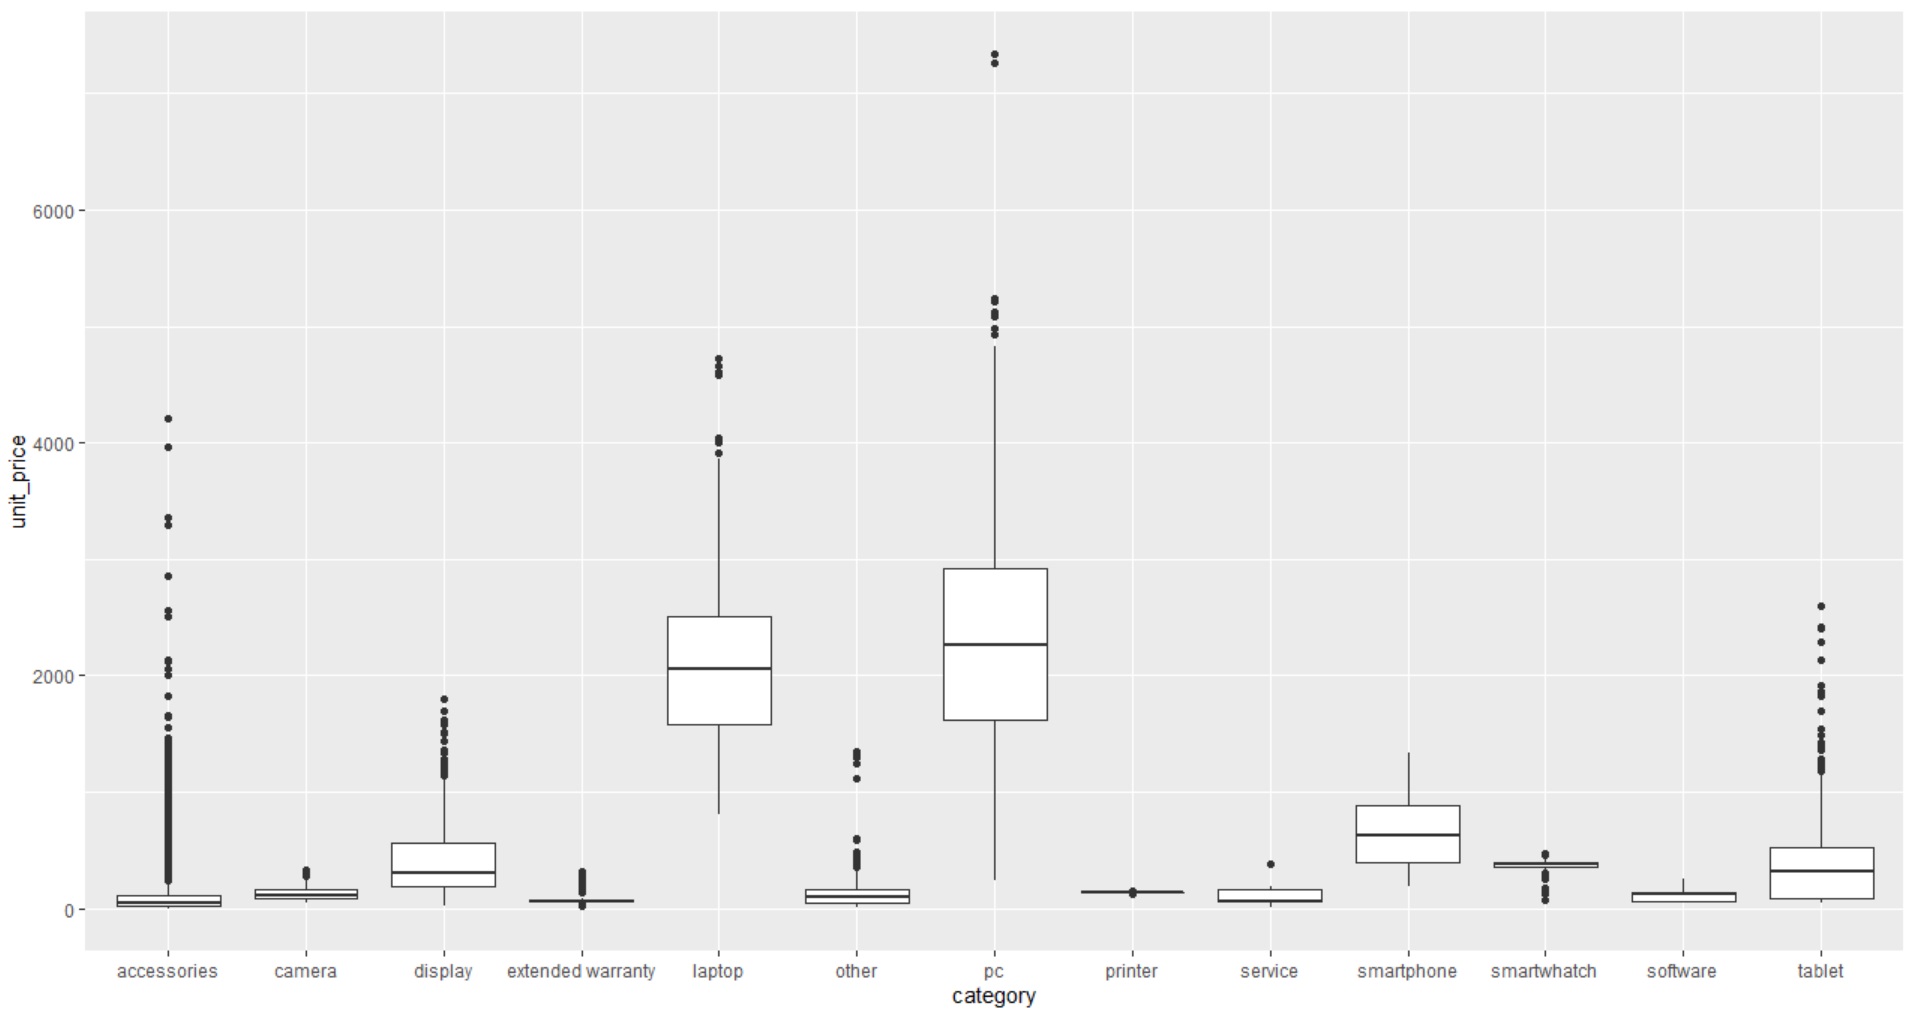 unit_price
6000
4000
2000
0
accessories
camera
display
extended warranty
laptop
other
pc
printer
service
smartphone
smartwhatch
software
tablet
category